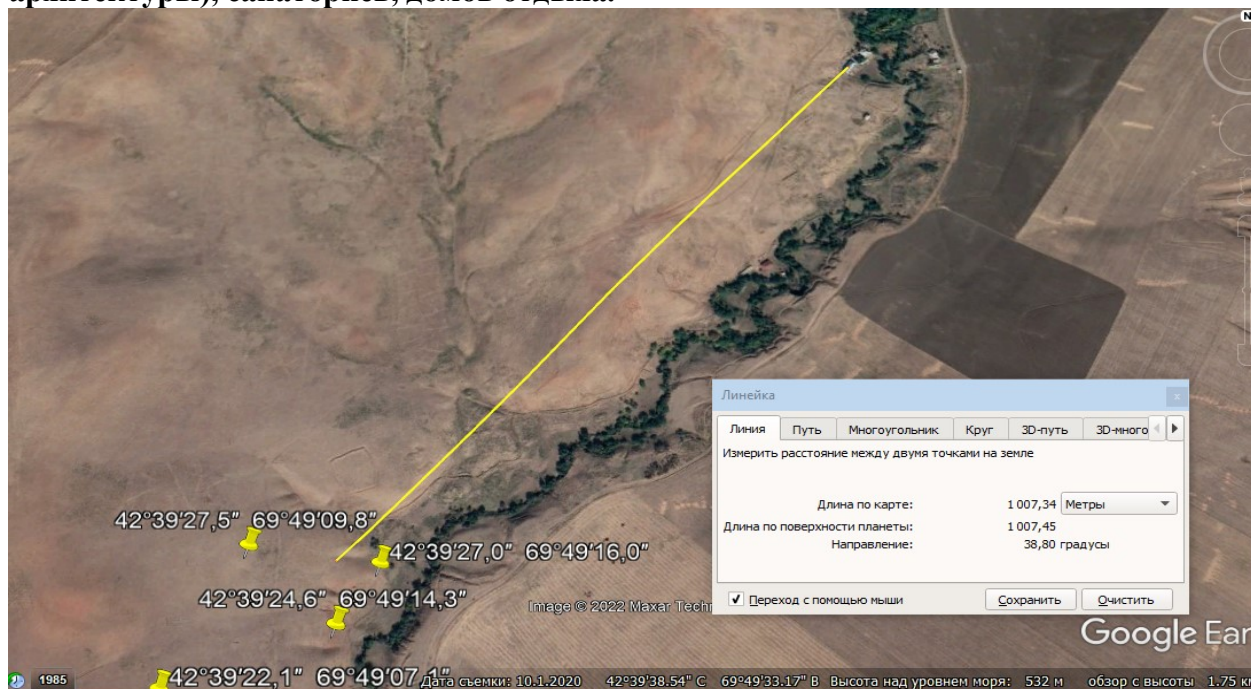 архитектуры), санаториев, домов отдыха.
N
Линейка
Линия Путь Многоугольник Круг 3D-путь 3D-много
Измерить расстояние между двумя точками на земле
Длина по карте: 1 007,34 Метры
Длина по поверхности планеты: 1 007,45
Направление: 38,80 градусы
Переход с помощью мыши Сохранить Очистить
42°39'27,5" 69°49'09,8"
42°39'27,0" 69°49'16,0"
42°39'24,6" 69°49'14,3"
Image © 2022 Maxar Techn
Google Ear
42°39'22,1" 69°49'07,1"
1985 Дата съемки: 10.1.2020 42°39'38.54" С 69°49'33.17" В Высота над уровнем моря: 532 м обзор с высоты 1.75 км